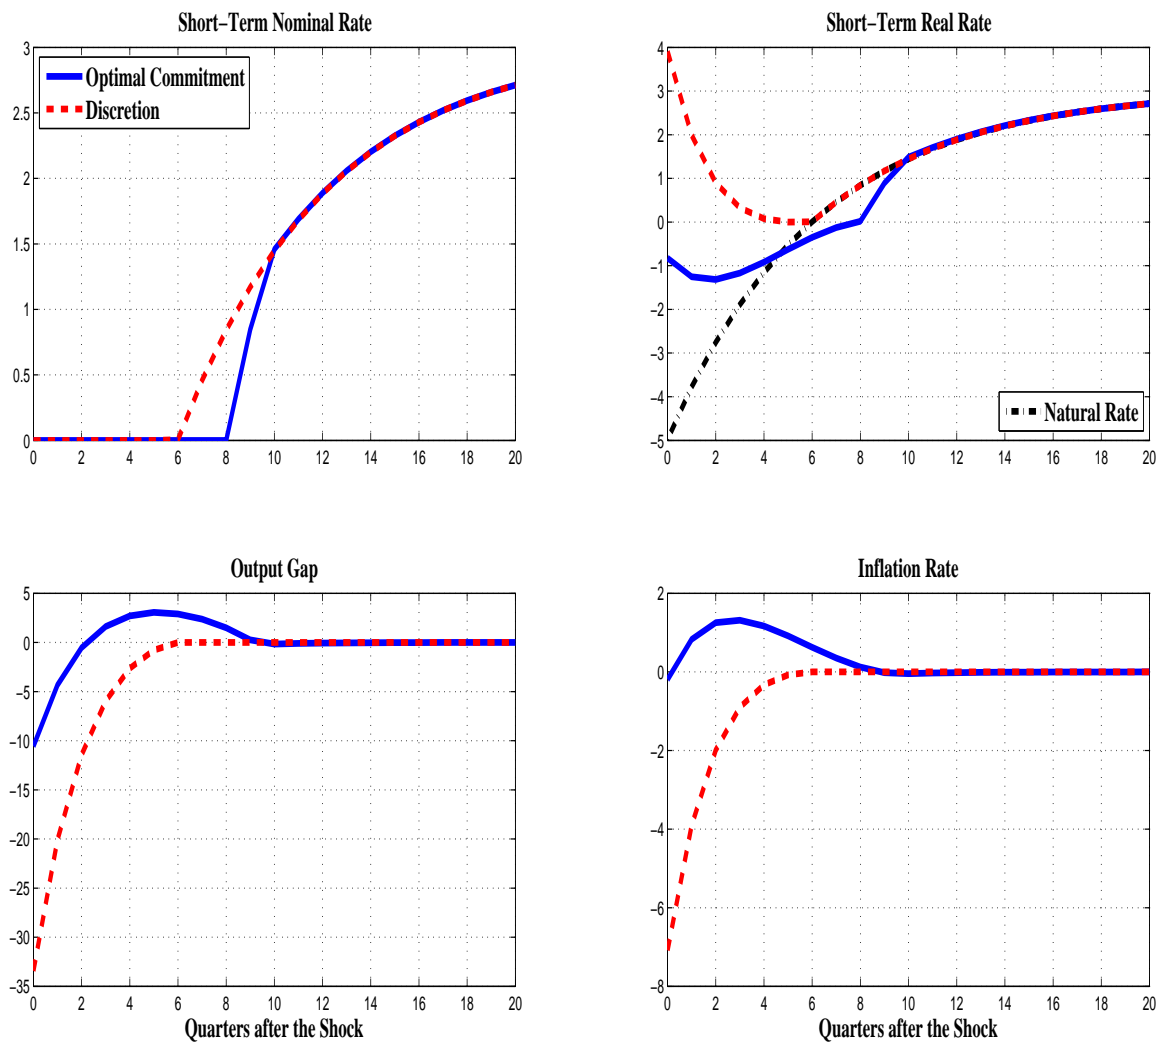 Short-Term Nominal Rate
3
2.5
2
1.5
1
0.5
0
0 2 4 6 8 10 12 14 16 18 20
Optimal Commitment
Discretion
Short-Term Real Rate
4
3
2
1
0
-1
-2
-3
-4
-5
0 2 4 6 8 10 12 14 16 18 20
Natural Rate
Output Gap
5
0
-5
-10
-15
-20
-25
-30
-35
0 2 4 6 8 10 12 14 16 18 20
Quarters after the Shock
Inflation Rate
2
0
-2
-4
-6
-8
0 2 4 6 8 10 12 14 16 18 20
Quarters after the Shock